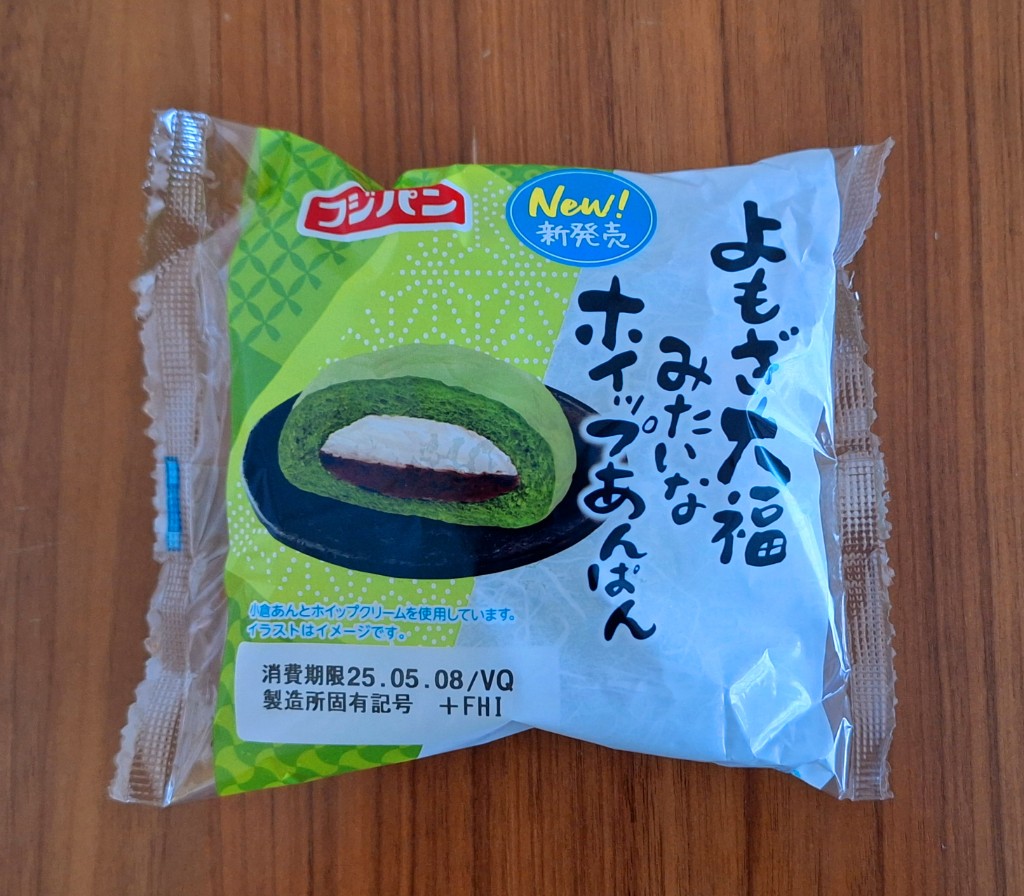 フジパン
New!
新発売
よもぎ大福
みたいな
ホイップあんぱん
小倉あんとホイップクリームを使用しています。
イラストはイメージです。
消費期限25.05.08/VQ
製造所固有記号 +FHI